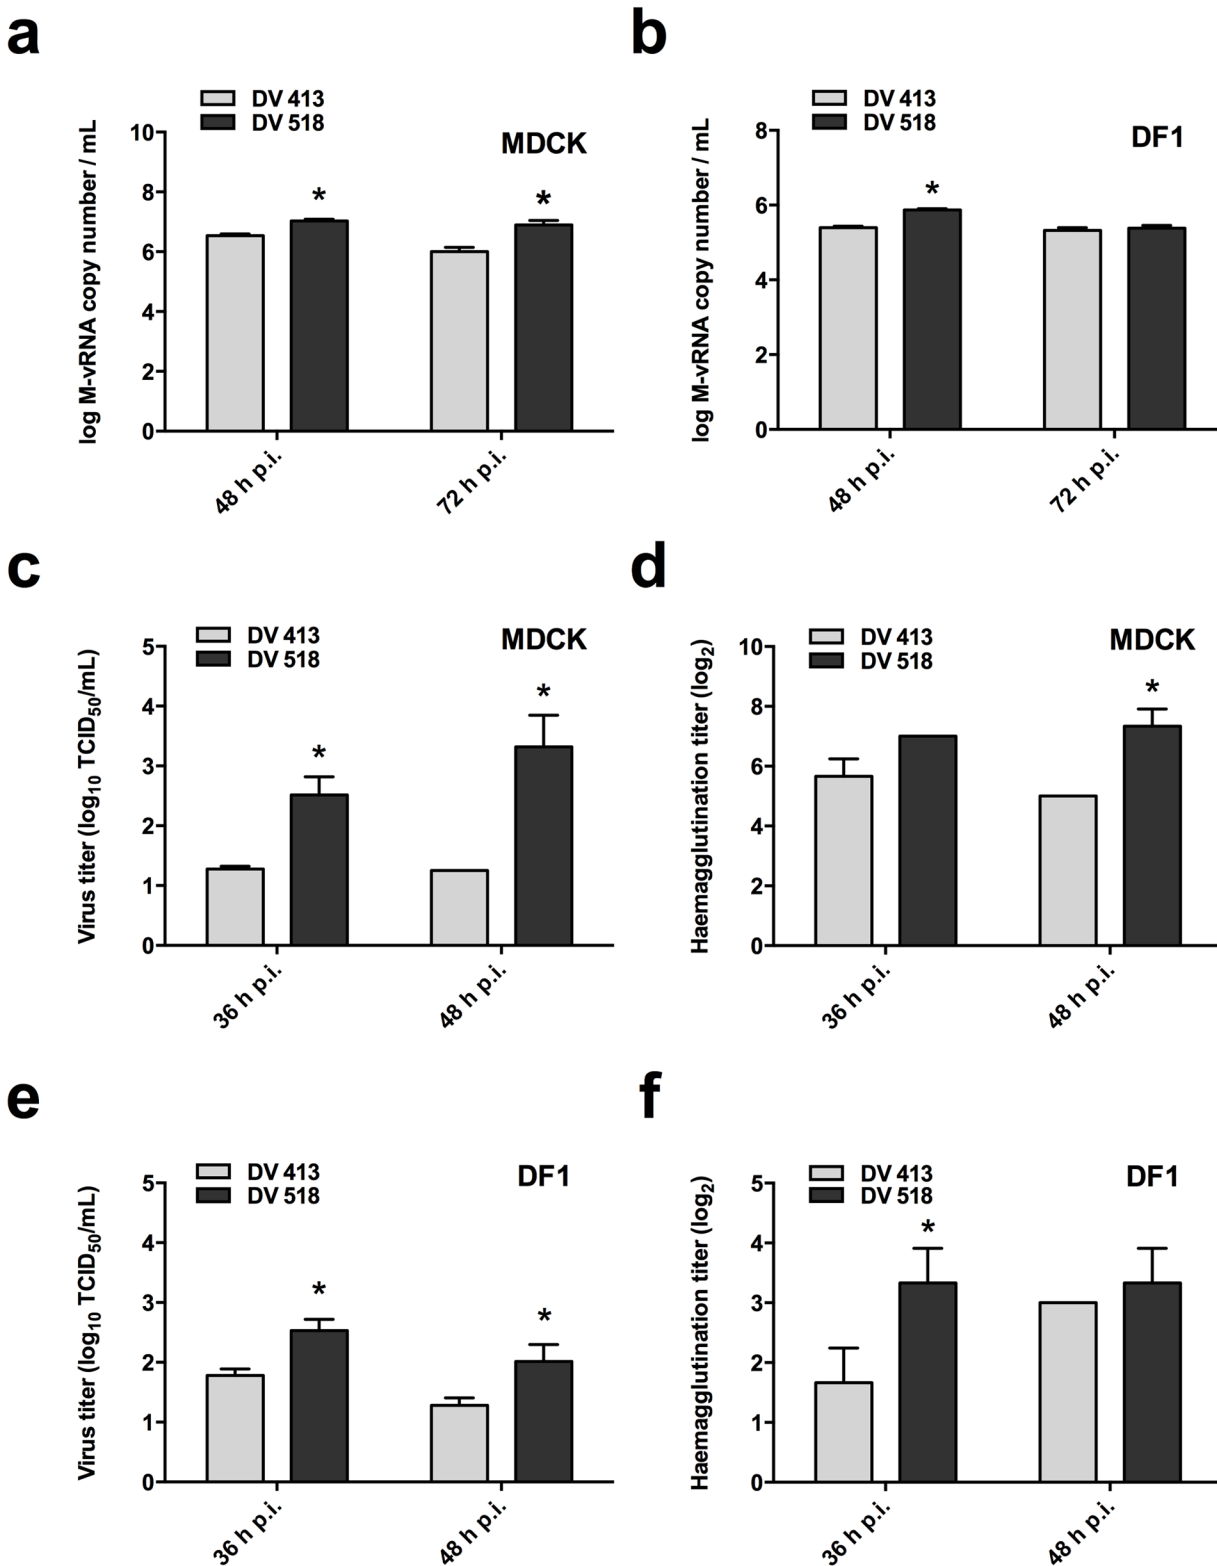 a
DV 413
DV 518
MDCK
log M-vRNA copy number / mL
10
8
6
4
2
0
*
*
48 h p.i.
72 h p.i.
b
DV 413
DV 518
DF1
log M-vRNA copy number / mL
8
6
4
2
0
*
48 h p.i.
72 h p.i.
c
DV 413
DV 518
MDCK
Virus titer (log10 TCID50/mL)
5
4
3
2
1
0
*
*
36 h p.i.
48 h p.i.
d
DV 413
DV 518
MDCK
Haemagglutination titer (log2)
10
8
6
4
2
0
*
36 h p.i.
48 h p.i.
e
DV 413
DV 518
DF1
Virus titer (log10 TCID50/mL)
5
4
3
2
1
0
*
*
36 h p.i.
48 h p.i.
f
DV 413
DV 518
DF1
Haemagglutination titer (log2)
5
4
3
2
1
0
*
36 h p.i.
48 h p.i.